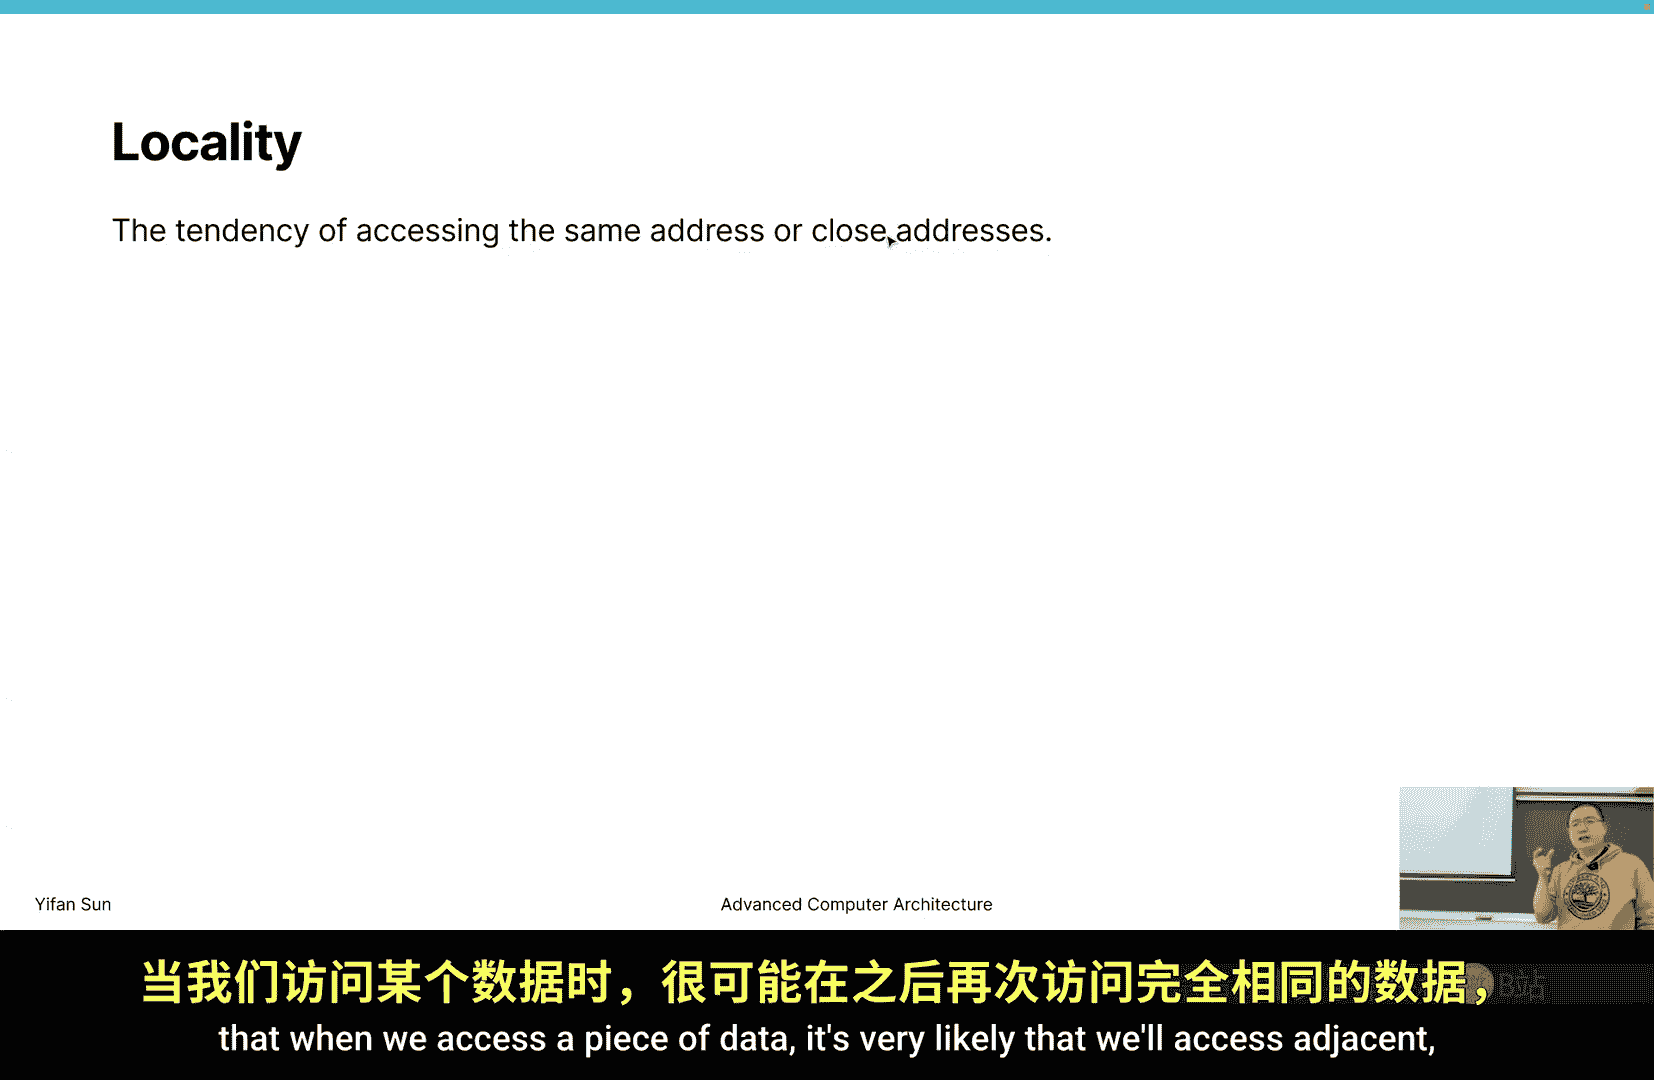 Locality
The tendency of accessing the same address or close addresses.
Yifan Sun
Advanced Computer Architecture
当我们访问某个数据时，很可能在之后再次访问完全相同的数据，
B站
that when we access a piece of data, it's very likely that we'll access adjacent,